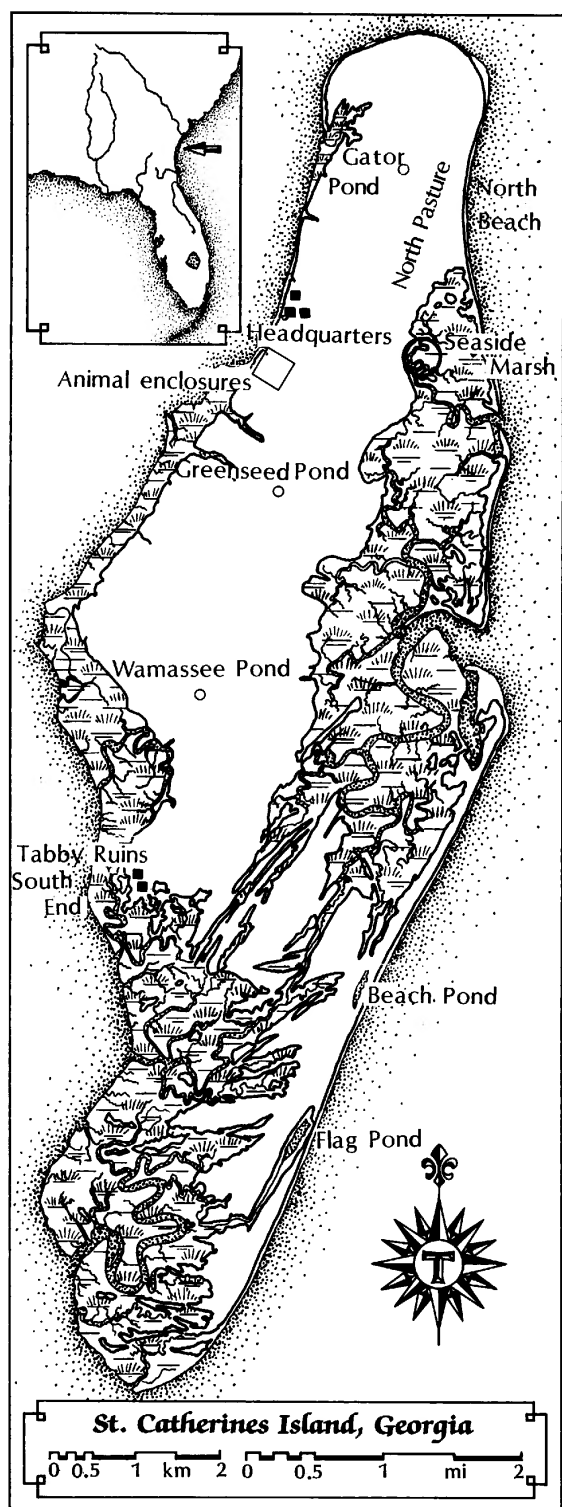 Gator
Pond
North Pasture
North
Beach
Headquarters
Seaside
Marsh
Animal enclosures
Greenseed Pond
Wamassee Pond
Tabby Ruins
South
End
Beach Pond
Flag Pond
T
St. Catherines Island, Georgia
0 0.5 1 km 2 0 0.5 1 mi 2